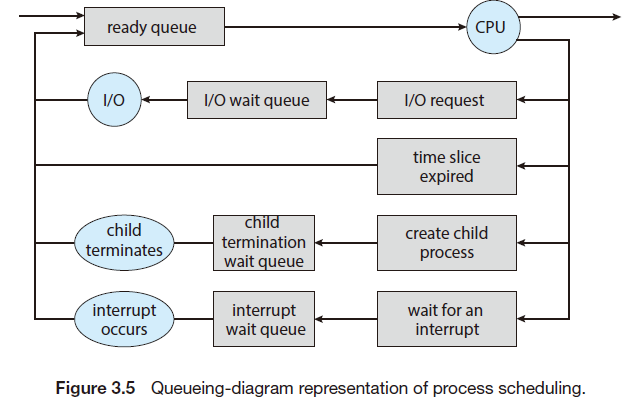 ready queue
CPU
I/O
I/O wait queue
I/O request
time slice
expired
child
terminates
child
termination
wait queue
create child
process
interrupt
occurs
interrupt
wait queue
wait for an
interrupt
Figure 3.5 Queueing-diagram representation of process scheduling.